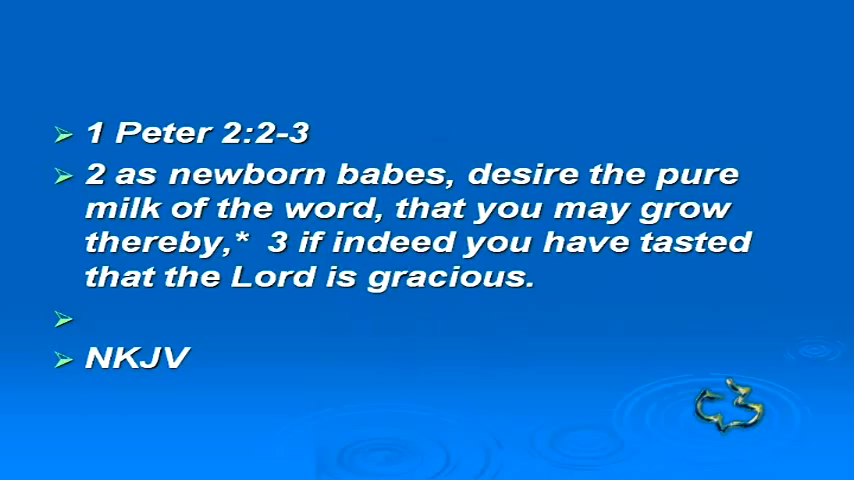 1 Peter 2:2-3
2 as newborn babes, desire the pure
milk of the word, that you may grow
thereby,*  3 if indeed you have tasted
that the Lord is gracious.
NKJV
C3